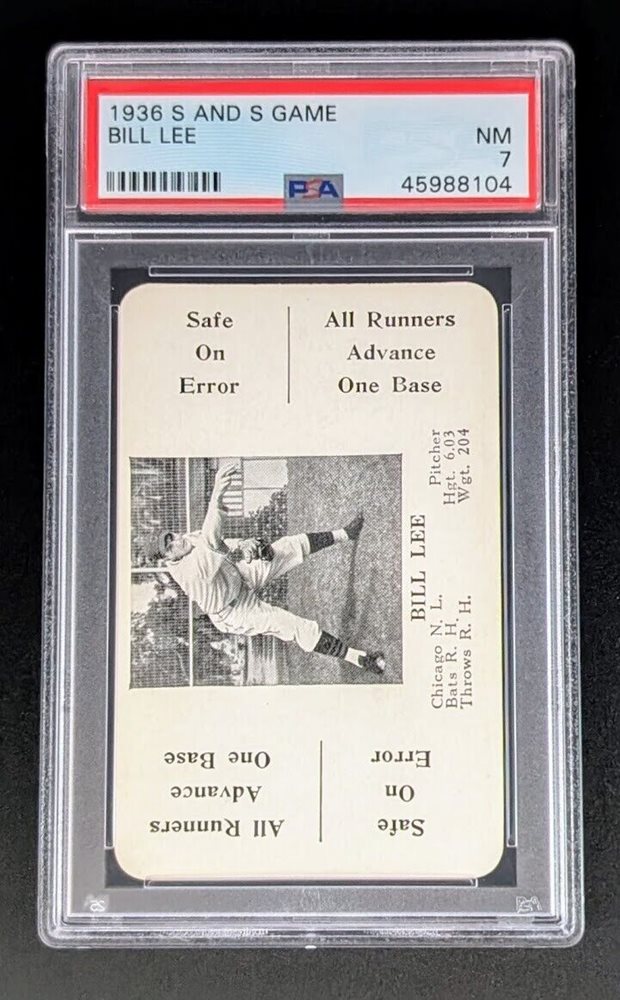 1936 S AND S GAME
BILL LEE
NM
7
PSA
45988104
Safe
On
Error
All Runners
Advance
One Base
BILL LEE
Chicago N. L.
Pitcher
Bats R. H.
Hgt. 6.03
Throws R. H.
Wgt. 204
Safe
On
Error
All Runners
Advance
One Base